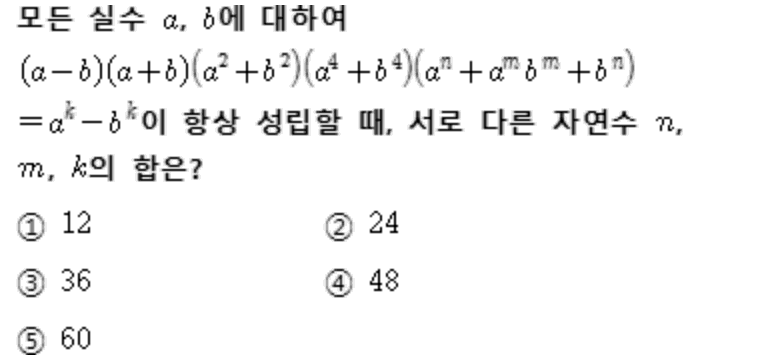 모든 실수 a, b에 대하여
(a-b)(a+b)(a²+b²)(a⁴+b⁴)(aⁿ+aᵐbᵐ+bⁿ)
=aᵏ-bᵏ이 항상 성립할 때, 서로 다른 자연수 n,
m, k의 합은?
① 12 ② 24
③ 36 ④ 48
⑤ 60